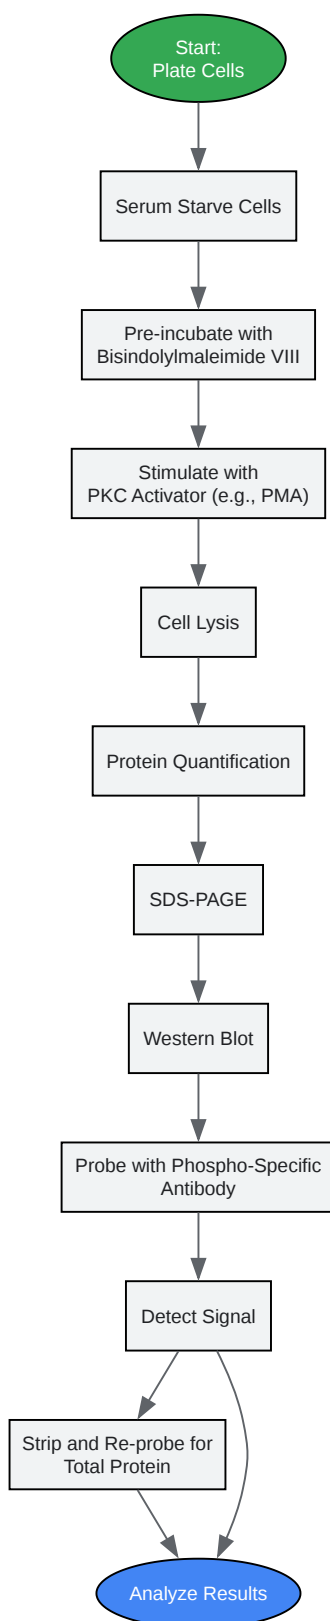 Start:
Plate Cells
Serum Starve Cells
Pre-incubate with
Bisindolylmaleimide VIII
Stimulate with
PKC Activator (e.g., PMA)
Cell Lysis
Protein Quantification
SDS-PAGE
Western Blot
Probe with Phospho-Specific
Antibody
Detect Signal
Strip and Re-probe for
Total Protein
Analyze Results